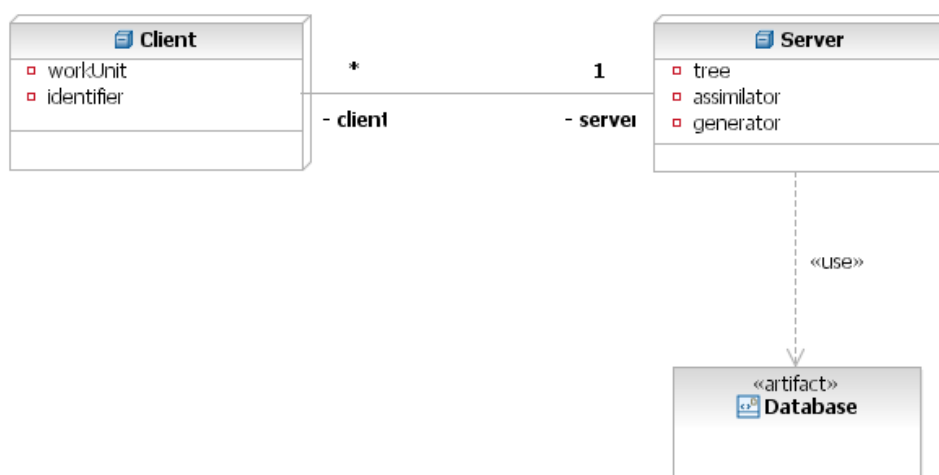 Client
workUnit
identifier
*
1
- client
- server
Server
tree
assimilator
generator
«use»
«artifact»
Database